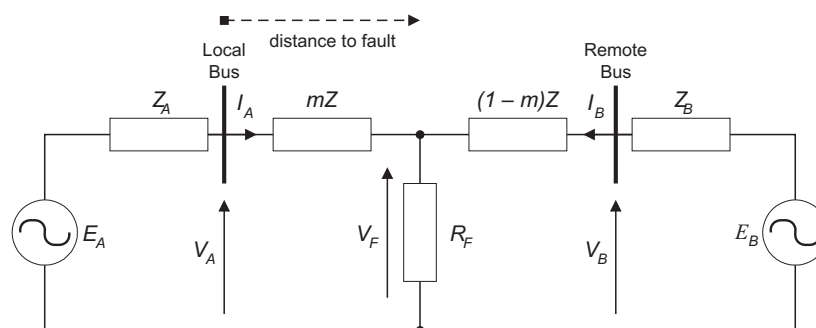 distance to fault
Local
Bus
Remote
Bus
Z_A
I_A
mZ
(1 – m)Z
I_B
Z_B
E_A
V_A
V_F
R_F
V_B
E_B